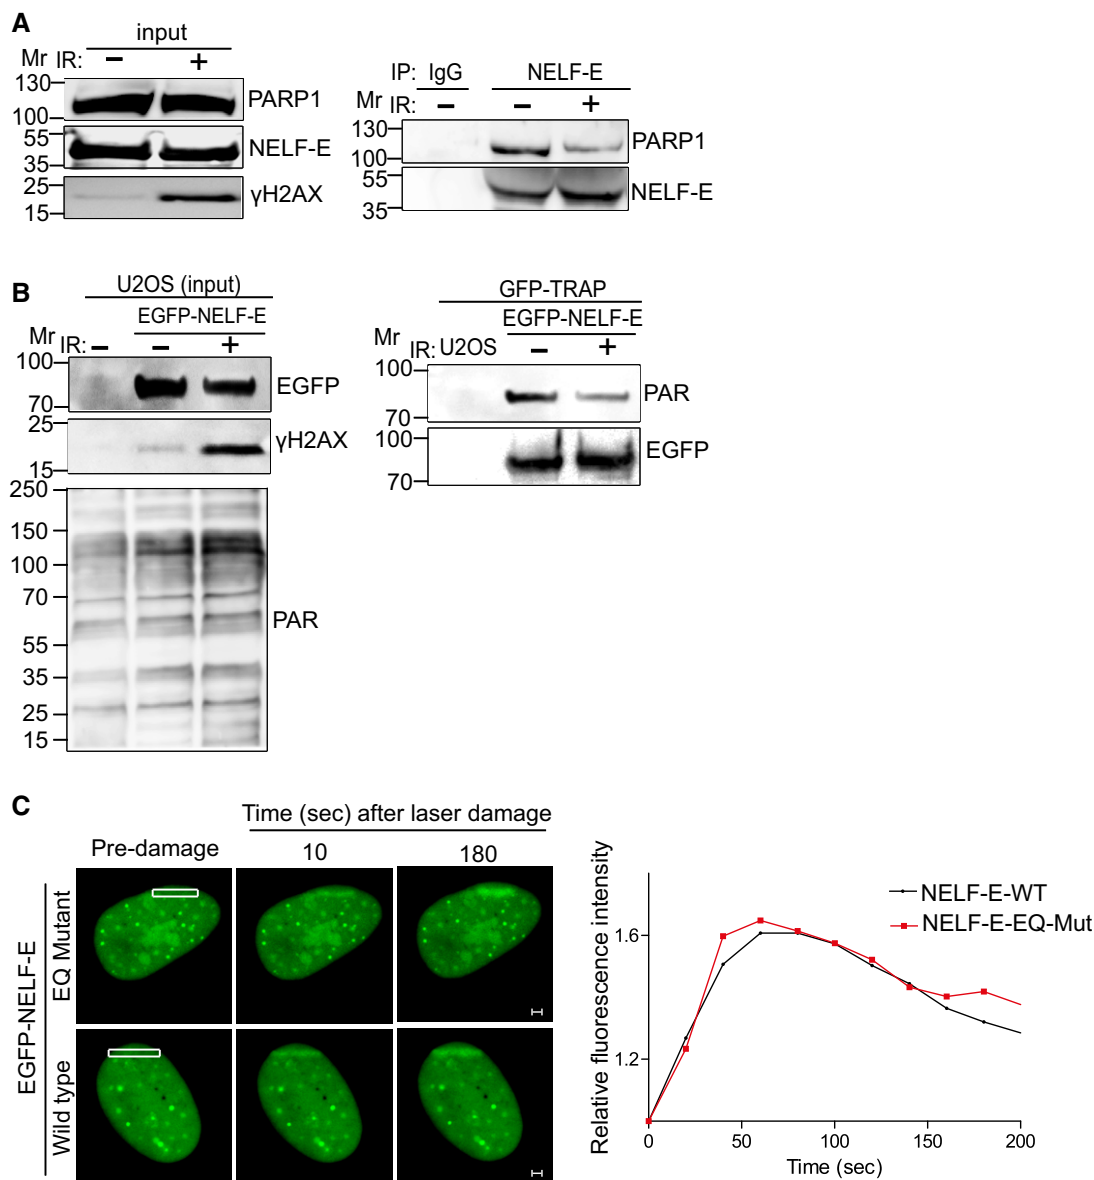 A
input
Mr IR: − +
130
100
PARP1
55
35
NELF-E
25
15
γH2AX
IP: IgG NELF-E
Mr IR: − − +
130
100
PARP1
55
35
NELF-E
B
U2OS (input)
EGFP-NELF-E
Mr IR: − − +
100
70
EGFP
25
15
γH2AX
250
150
100
70
55
35
25
15
PAR
GFP-TRAP
EGFP-NELF-E
Mr IR: U2OS − +
100
70
PAR
100
70
EGFP
C
Time (sec) after laser damage
Pre-damage 10 180
EGFP-NELF-E
EQ Mutant
Wild type
Relative fluorescence intensity
1.6
1.2
NELF-E-WT
NELF-E-EQ-Mut
0 50 100 150 200
Time (sec)